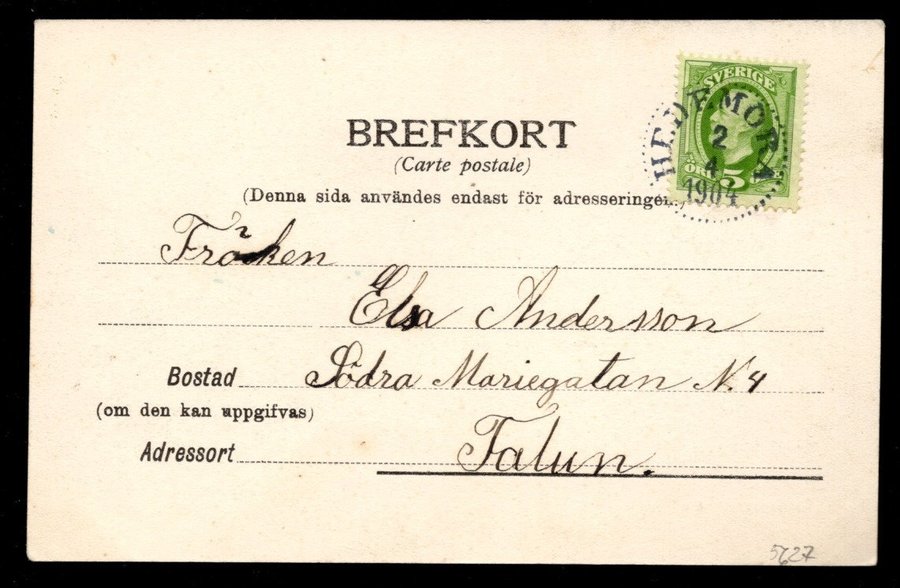 BREFKORT
(Carte postale)
(Denna sida användes endast för adresseringen.)
SVERIGE
5
HEDEMORA
2
4
1904
Fröken
Elsa Andersson
Bostad Södra Mariegatan N. 4
(om den kan uppgifvas)
Adressort Falun.
5627